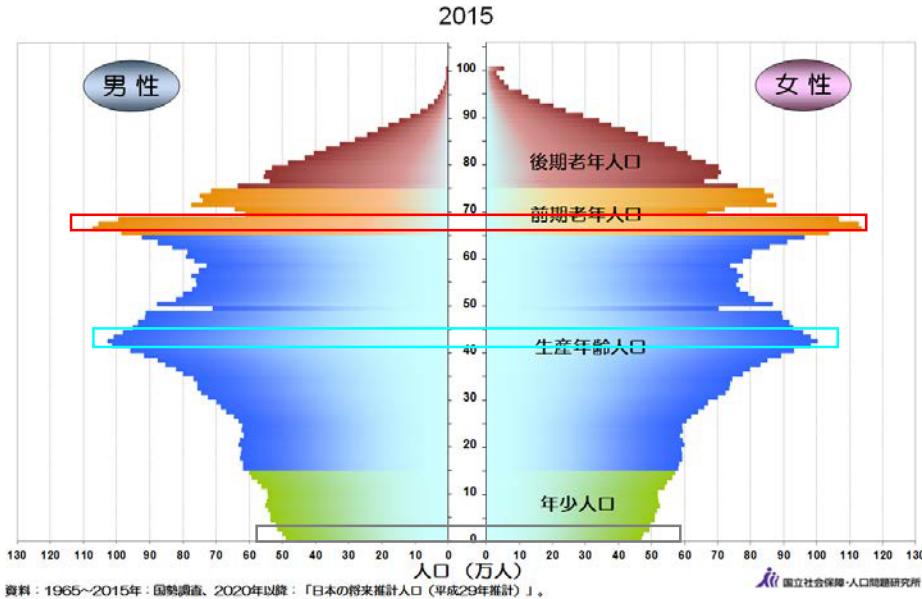 2015
男性
女性
100
90
80
70
60
50
40
30
20
10
0
後期老年人口
前期老年人口
生産年齢人口
年少人口
130 120 110 100 90 80 70 60 50 40 30 20 10 0 0 10 20 30 40 50 60 70 80 90 100 110 120 130
人口（万人）
資料：1965～2015年：国勢調査、2020年以降：「日本の将来推計人口（平成29年推計）」。
国立社会保障・人口問題研究所